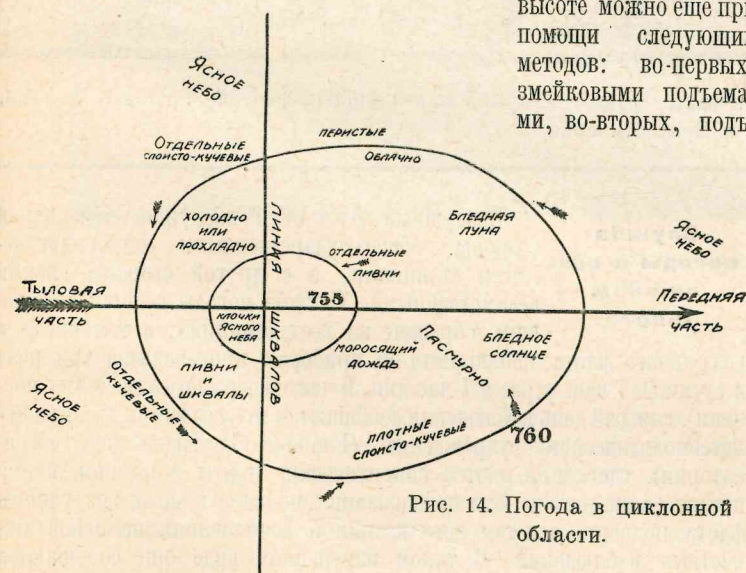 высоте можно еще при
помощи следующи
методов: во-первых
змейковыми подъема
ми, во-вторых, подъ
Ясное
небо
Отдельные
слоисто-кучевые
перистые
облачно
холодно
или
прохладно
линия
шквалов
Бледная
луна
Ясное
небо
отдельные
ливни
755
Тыловая
часть
Передняя
часть
клочки
ясного
неба
моросящий
дождь
Пасмурно
Бледное
солнце
Ясное
небо
Отдельные
кучевые
ливни
и
шквалы
Плотные
слоисто-кучевые
760
Рис. 14. Погода в циклонной
области.